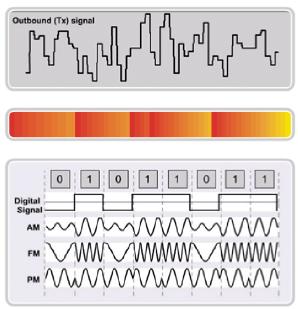 Outbound (Tx) signal
0 1 0 1 1 0 1 1
Digital
Signal
AM
FM
PM